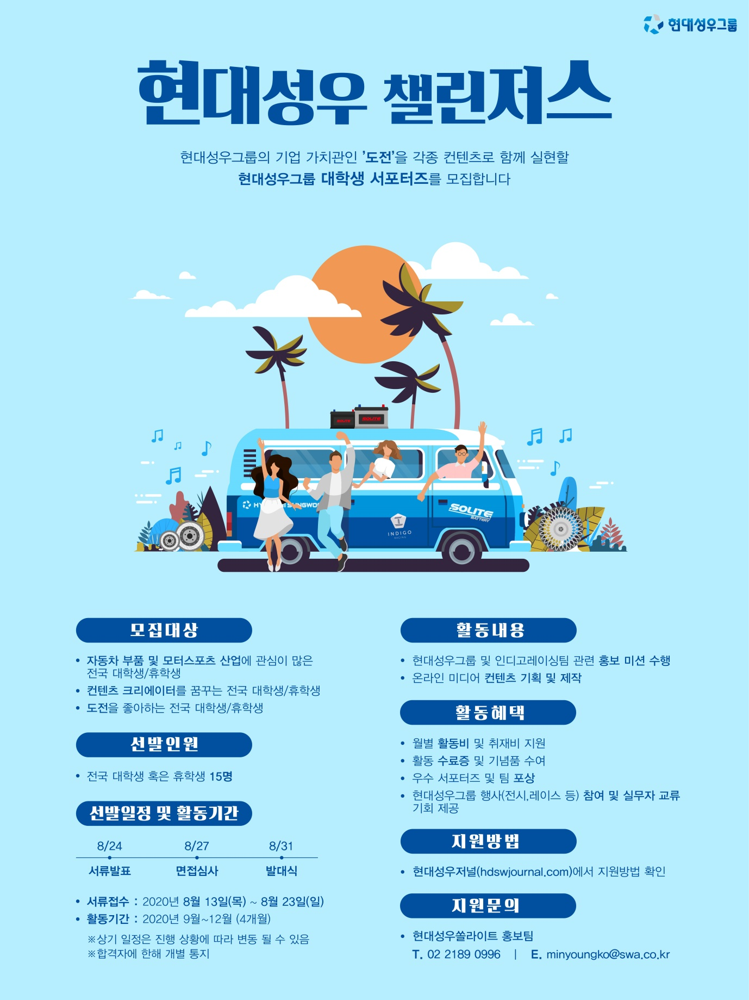 현대성우그룹
현대성우 챌린저스
현대성우그룹의 기업 가치관인 '도전'을 각종 컨텐츠로 함께 실현할
현대성우그룹 대학생 서포터즈를 모집합니다
SOLITE
SOLITE
SOLITE
BATTERY
INDIGO
RACING
모집대상
• 자동차 부품 및 모터스포츠 산업에 관심이 많은
전국 대학생/휴학생
• 컨텐츠 크리에이터를 꿈꾸는 전국 대학생/휴학생
• 도전을 좋아하는 전국 대학생/휴학생
선발인원
• 전국 대학생 혹은 휴학생 15명
선발일정 및 활동기간
8/24 8/27 8/31
서류발표 면접심사 발대식
• 서류접수 : 2020년 8월 13일(목) ~ 8월 23일(일)
• 활동기간 : 2020년 9월~12월 (4개월)
※상기 일정은 진행 상황에 따라 변동 될 수 있음
※합격자에 한해 개별 통지
활동내용
• 현대성우그룹 및 인디고레이싱팀 관련 홍보 미션 수행
• 온라인 미디어 컨텐츠 기획 및 제작
활동혜택
• 월별 활동비 및 취재비 지원
• 활동 수료증 및 기념품 수여
• 우수 서포터즈 및 팀 포상
• 현대성우그룹 행사(전시,레이스 등) 참여 및 실무자 교류
기회 제공
지원방법
• 현대성우저널(hdswjournal.com)에서 지원방법 확인
지원문의
• 현대성우쏠라이트 홍보팀
T. 02 2189 0996 | E. minyoungko@swa.co.kr